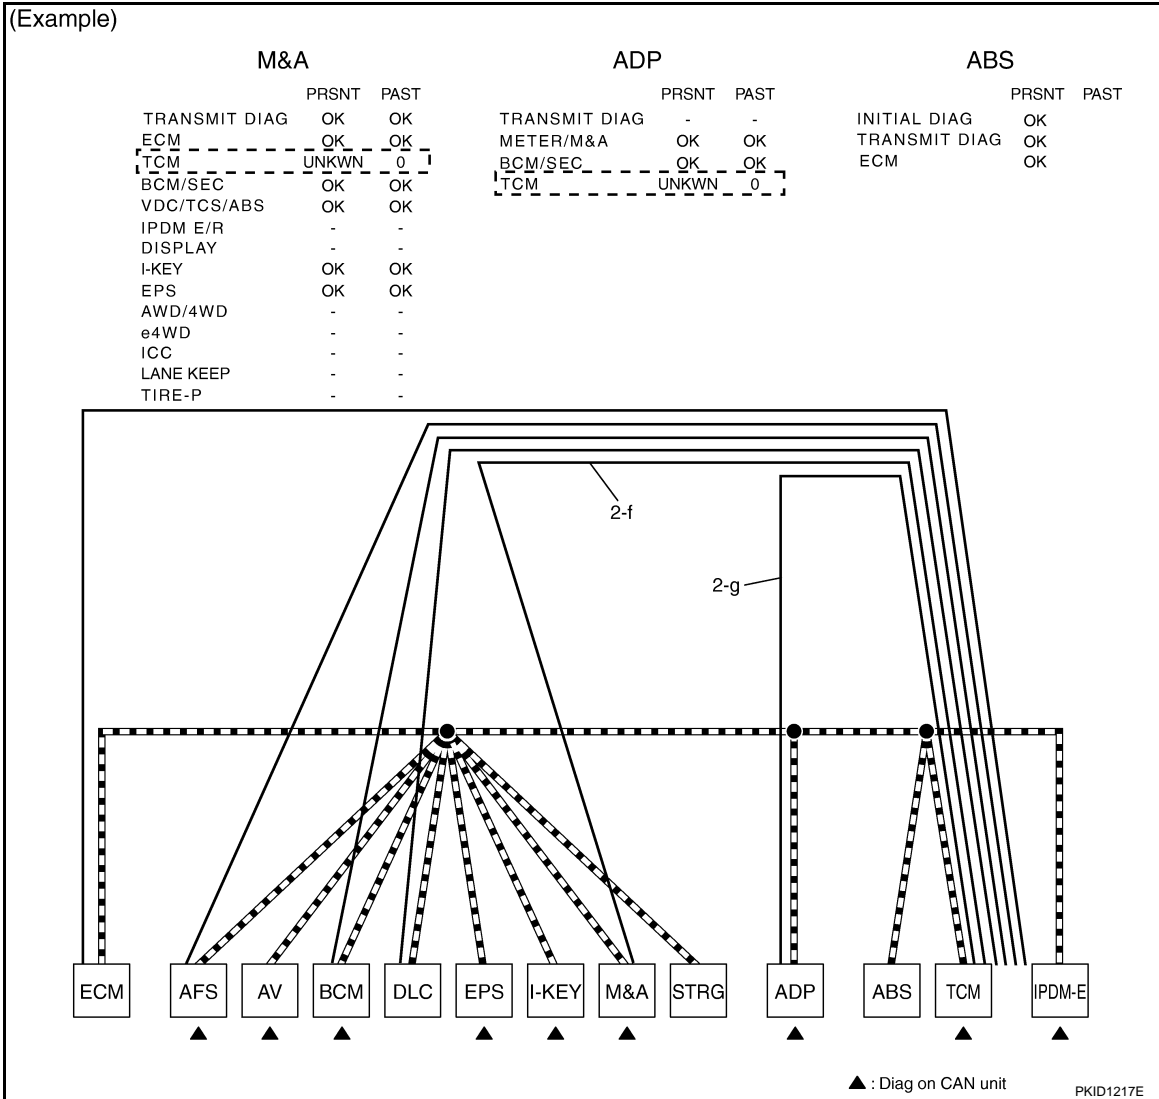 (Example)
M&A
PRSNT PAST
TRANSMIT DIAG OK OK
ECM OK OK
TCM UNKWN 0
BCM/SEC OK OK
VDC/TCS/ABS OK OK
IPDM E/R - -
DISPLAY - -
I-KEY OK OK
EPS OK OK
AWD/4WD - -
e4WD - -
ICC - -
LANE KEEP - -
TIRE-P - -
ADP
PRSNT PAST
TRANSMIT DIAG - -
METER/M&A OK OK
BCM/SEC OK OK
TCM UNKWN 0
ABS
PRSNT PAST
INITIAL DIAG OK
TRANSMIT DIAG OK
ECM OK
2-f
2-g
ECM AFS AV BCM DLC EPS I-KEY M&A STRG ADP ABS TCM IPDM-E
▲ : Diag on CAN unit
PKID1217E